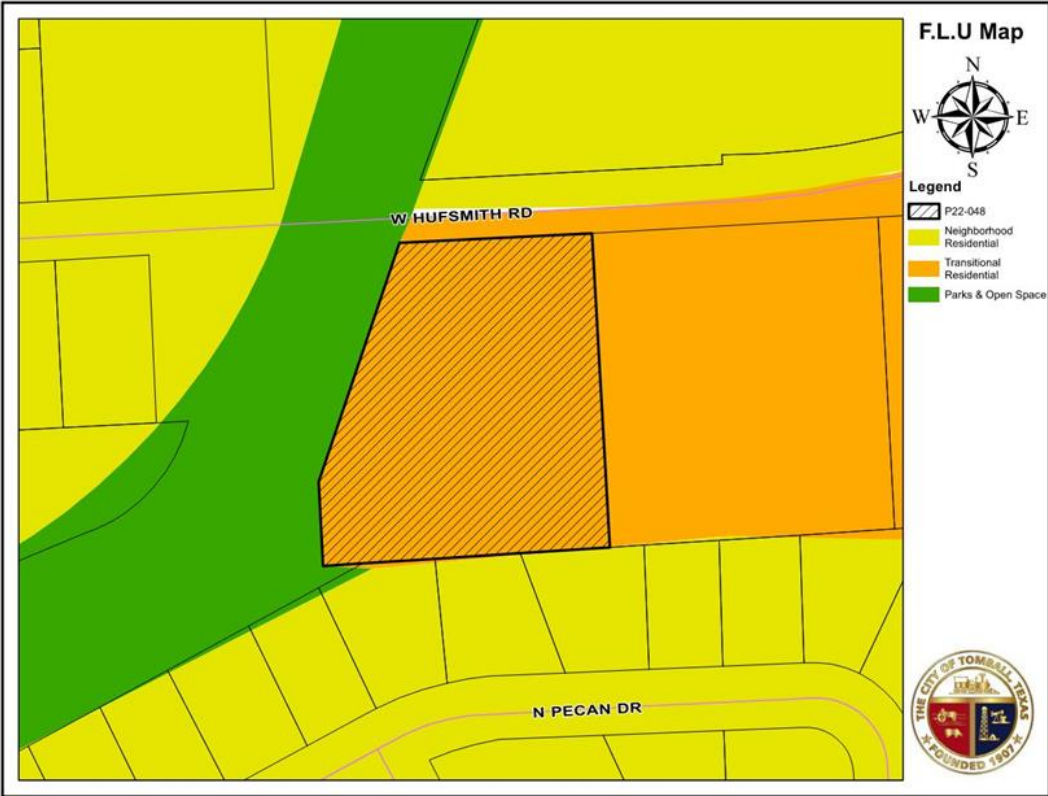 F.L.U Map
N
W
E
S
Legend
P22-048
Neighborhood
Residential
Transitional
Residential
Parks & Open Space
W HUFSMITH RD
N PECAN DR
THE CITY OF TOMBALL, TEXAS
FOUNDED 1907